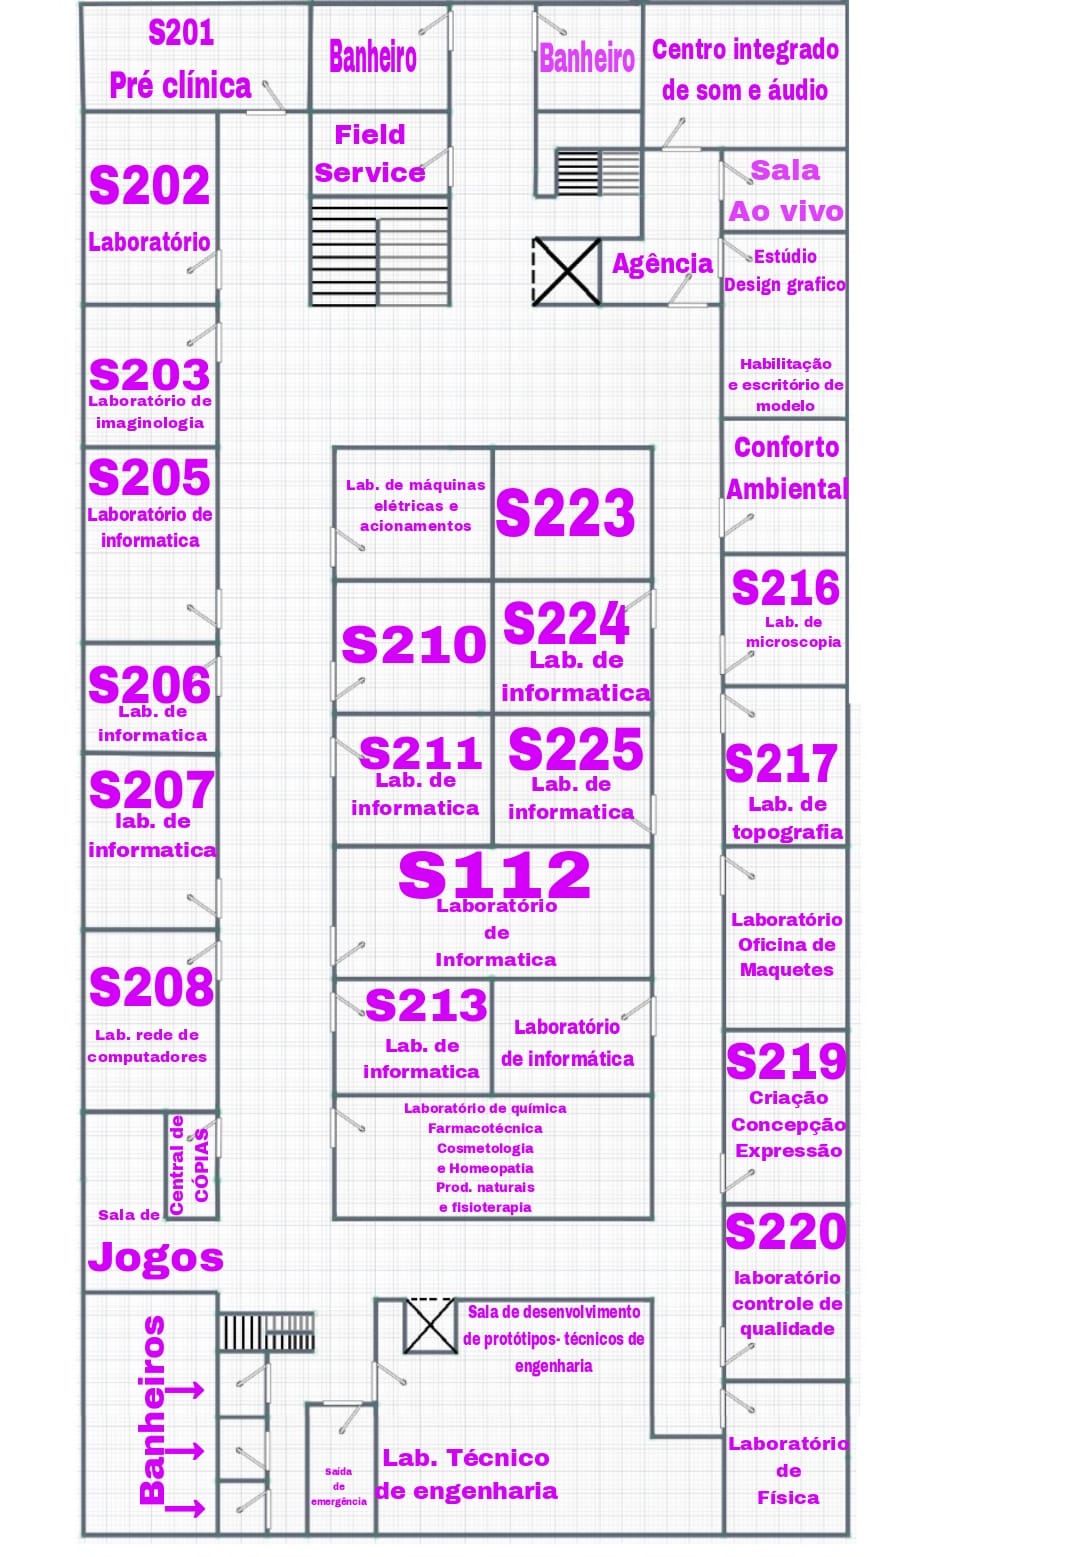 S201
Pré clínica
Banheiro
Banheiro
Centro integrado
de som e áudio
Field
Service
S202
Laboratório
Sala
Ao vivo
Agência
Estúdio
Design grafico
Habilitação
e escritório de
modelo
S203
Laboratório de
imaginologia
S205
Laboratório de
informatica
Lab. de máquinas
elétricas e
acionamentos
S223
Conforto
Ambiental
S216
Lab. de
microscopia
S210
S224
Lab. de
informatica
S206
Lab. de
informatica
S211
Lab. de
informatica
S225
Lab. de
informatica
S217
Lab. de
topografia
S207
lab. de
informatica
S112
Laboratório
de
Informatica
Laboratório
Oficina de
Maquetes
S208
Lab. rede de
computadores
S213
Lab. de
informatica
Laboratório
de informática
S219
Criação
Concepção
Expressão
Laboratório de química
Farmacotécnica
Cosmetologia
e Homeopatia
Prod. naturais
e fisioterapia
Central de
CÓPIAS
Sala de
Jogos
S220
laboratório
controle de
qualidade
Sala de desenvolvimento
de protótipos- técnicos de
engenharia
Banheiros
Saída
de
emergência
Lab. Técnico
de engenharia
Laboratório
de
Física